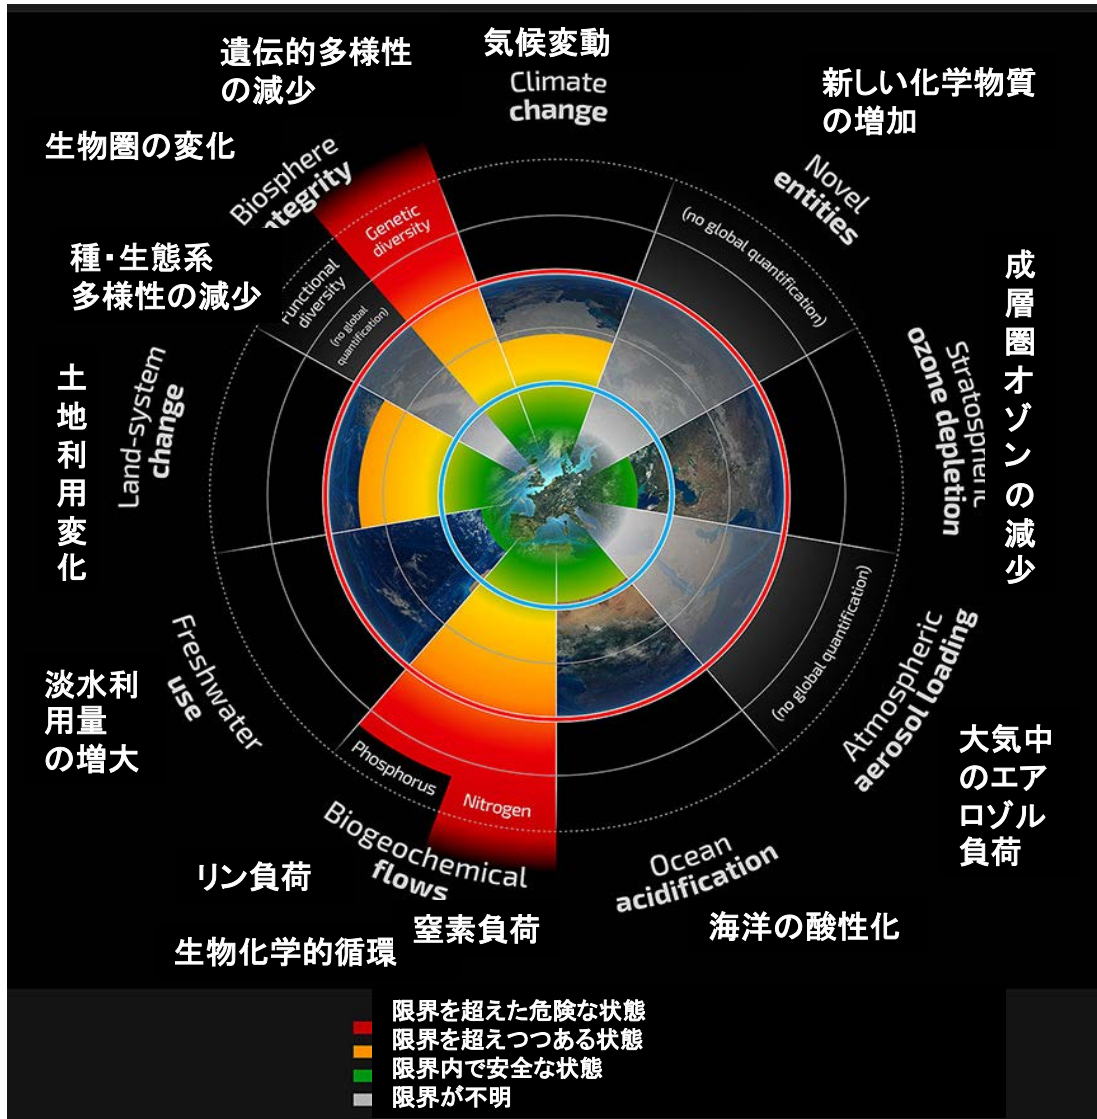 遺伝的多様性
の減少
気候変動
Climate
change
新しい化学物質
の増加
生物圏の変化
Biosphere
ntegrity
Novel
entities
Genetic
diversity
(no global quantification)
種・生態系
多様性の減少
diversity
(no global
quantification)
成層圏オゾンの減少
Stratospheric
ozone depletion
土地利用変化
Land-system
change
Freshwater
use
淡水利
用量
の増大
(no global quantification)
Atmospheric
aerosol loading
大気中
のエア
ロゾル
負荷
Phosphorus
Nitrogen
Biogeochemical
flows
Ocean
acidification
リン負荷
窒素負荷
海洋の酸性化
生物化学的循環
限界を超えた危険な状態
限界を超えつつある状態
限界内で安全な状態
限界が不明